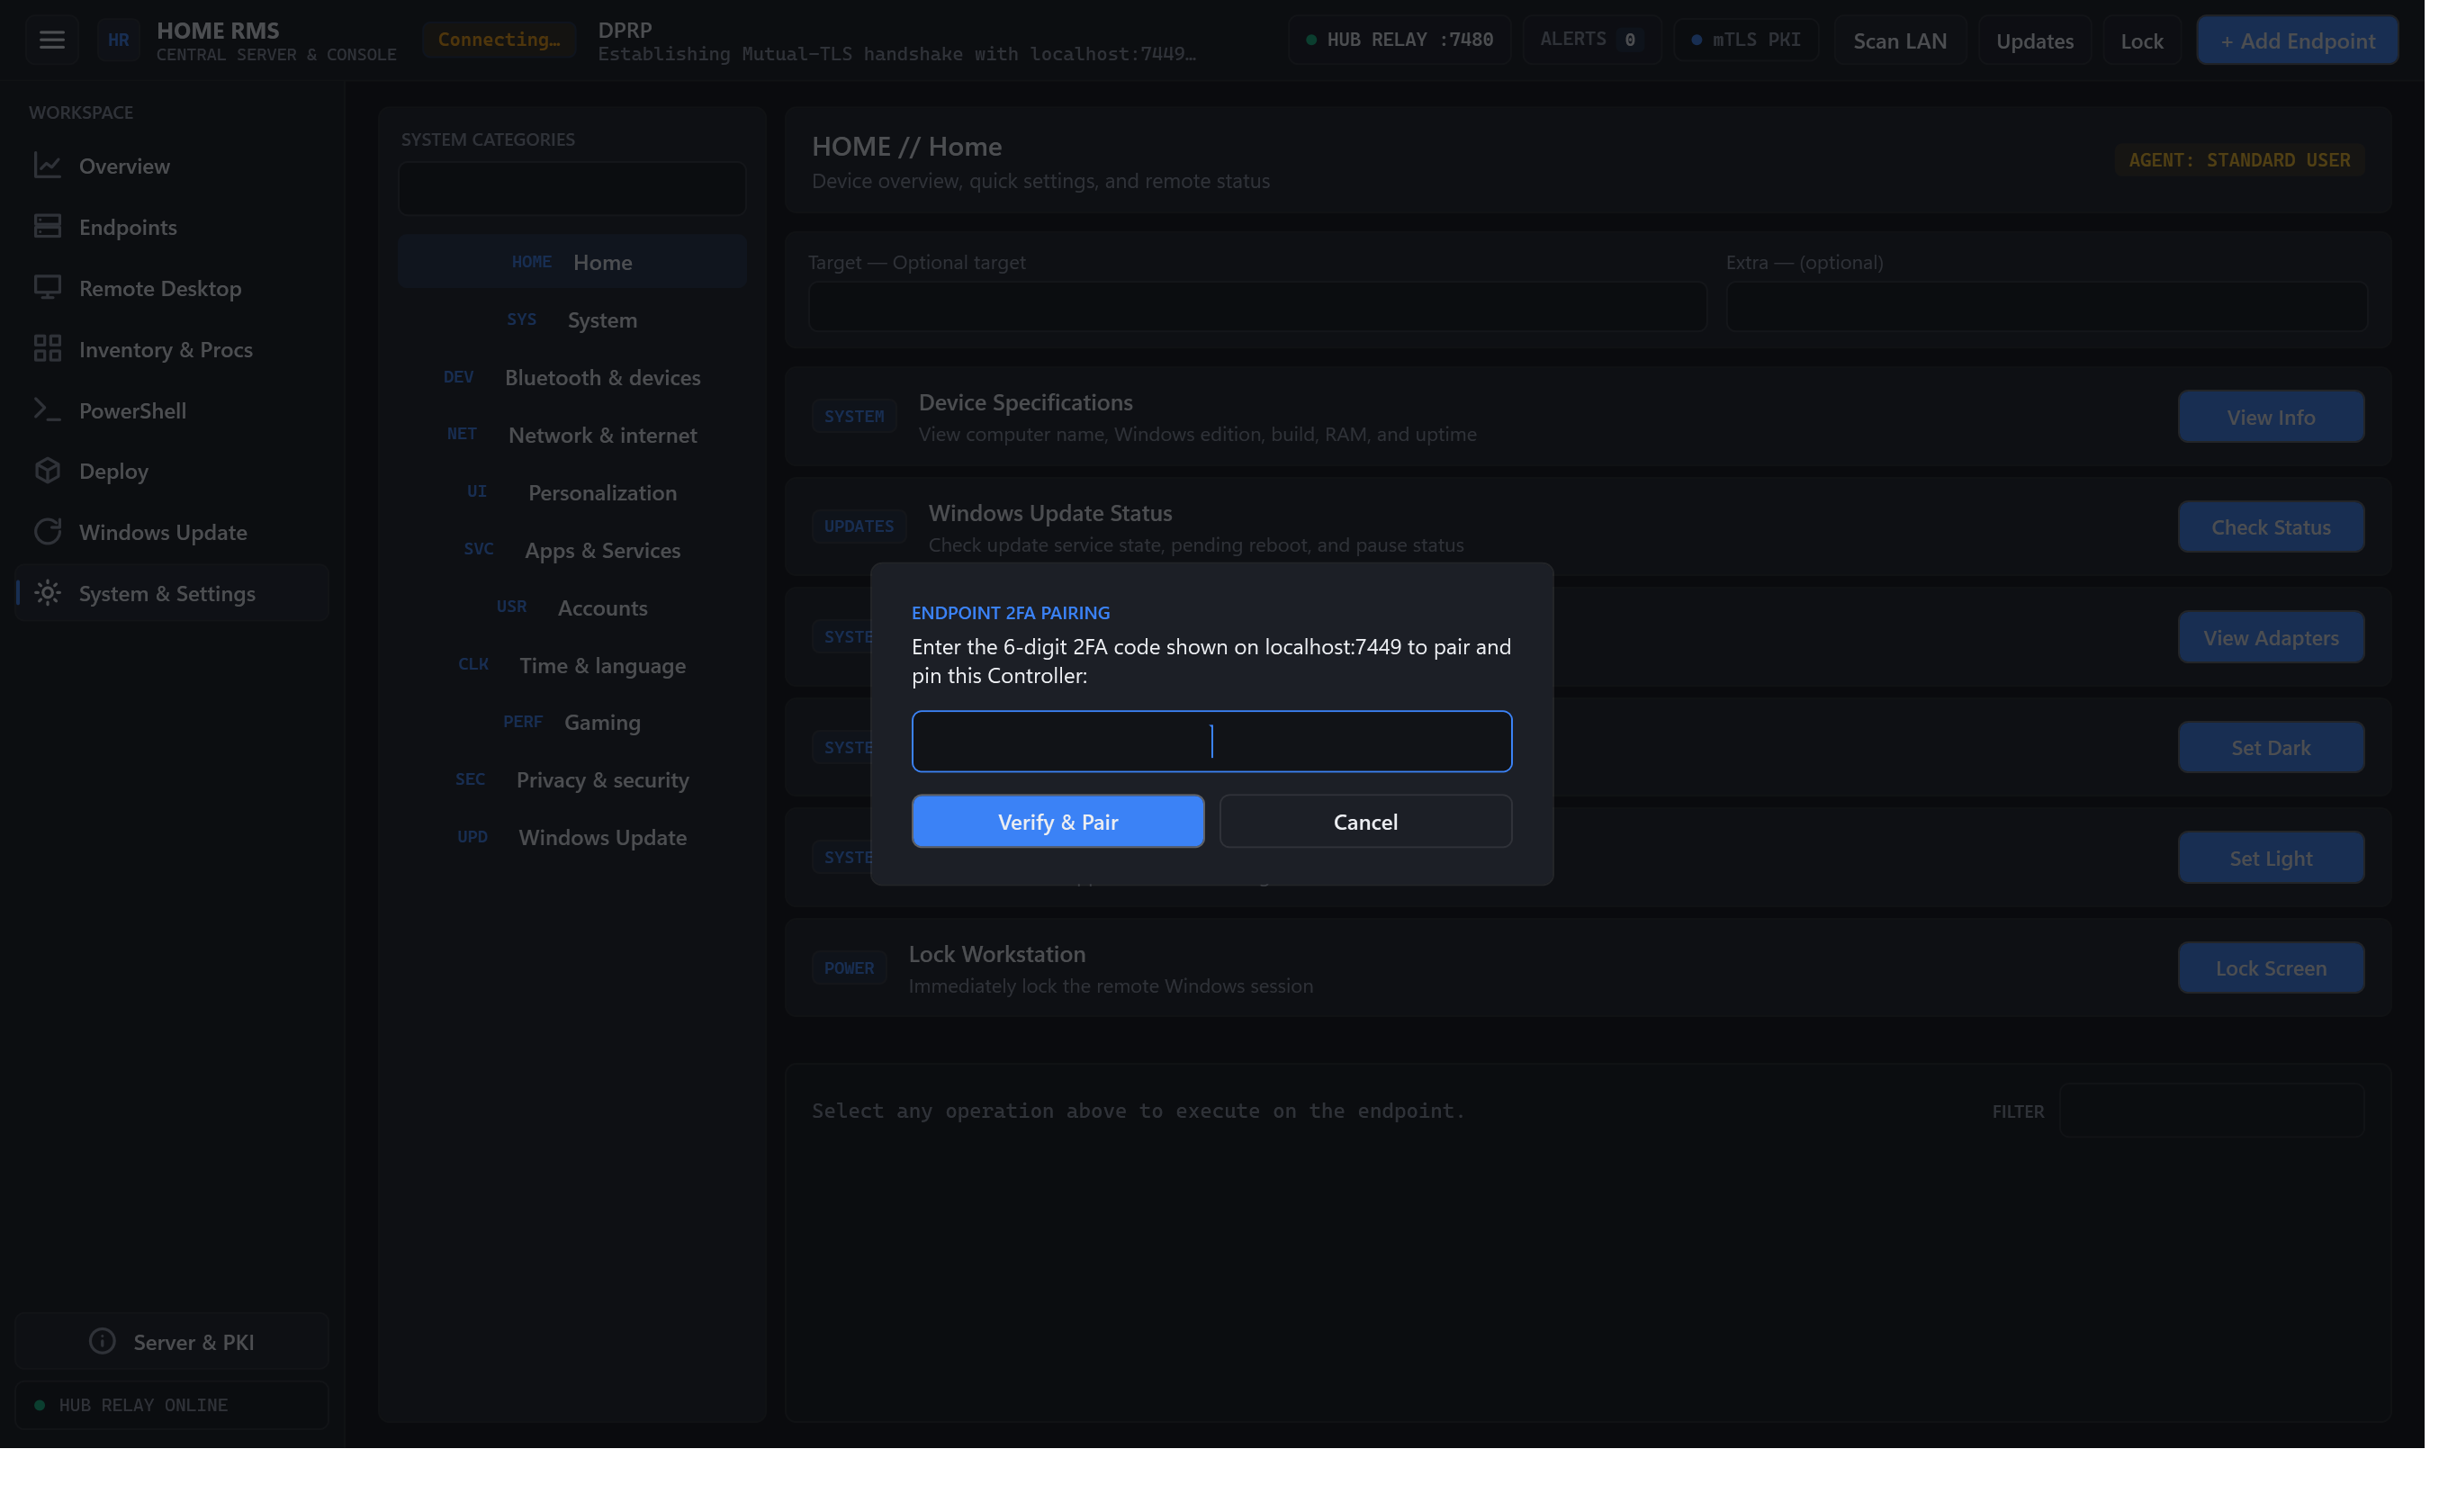 HR
HOME RMS
CENTRAL SERVER & CONSOLE
Connecting…
DPRP
Establishing Mutual-TLS handshake with localhost:7449…
HUB RELAY :7480
ALERTS 0
mTLS PKI
Scan LAN
Updates
Lock
+ Add Endpoint
WORKSPACE
Overview
Endpoints
Remote Desktop
Inventory & Procs
PowerShell
Deploy
Windows Update
System & Settings
Server & PKI
HUB RELAY ONLINE
SYSTEM CATEGORIES
HOME Home
SYS System
DEV Bluetooth & devices
NET Network & internet
UI Personalization
SVC Apps & Services
USR Accounts
CLK Time & language
PERF Gaming
SEC Privacy & security
UPD Windows Update
HOME // Home
Device overview, quick settings, and remote status
AGENT: STANDARD USER
Target — Optional target
Extra — (optional)
SYSTEM
Device Specifications
View computer name, Windows edition, build, RAM, and uptime
View Info
UPDATES
Windows Update Status
Check update service state, pending reboot, and pause status
Check Status
View Adapters
Set Dark
Set Light
ENDPOINT 2FA PAIRING
Enter the 6-digit 2FA code shown on localhost:7449 to pair and
pin this Controller:
Verify & Pair
Cancel
POWER
Lock Workstation
Immediately lock the remote Windows session
Lock Screen
Select any operation above to execute on the endpoint.
FILTER